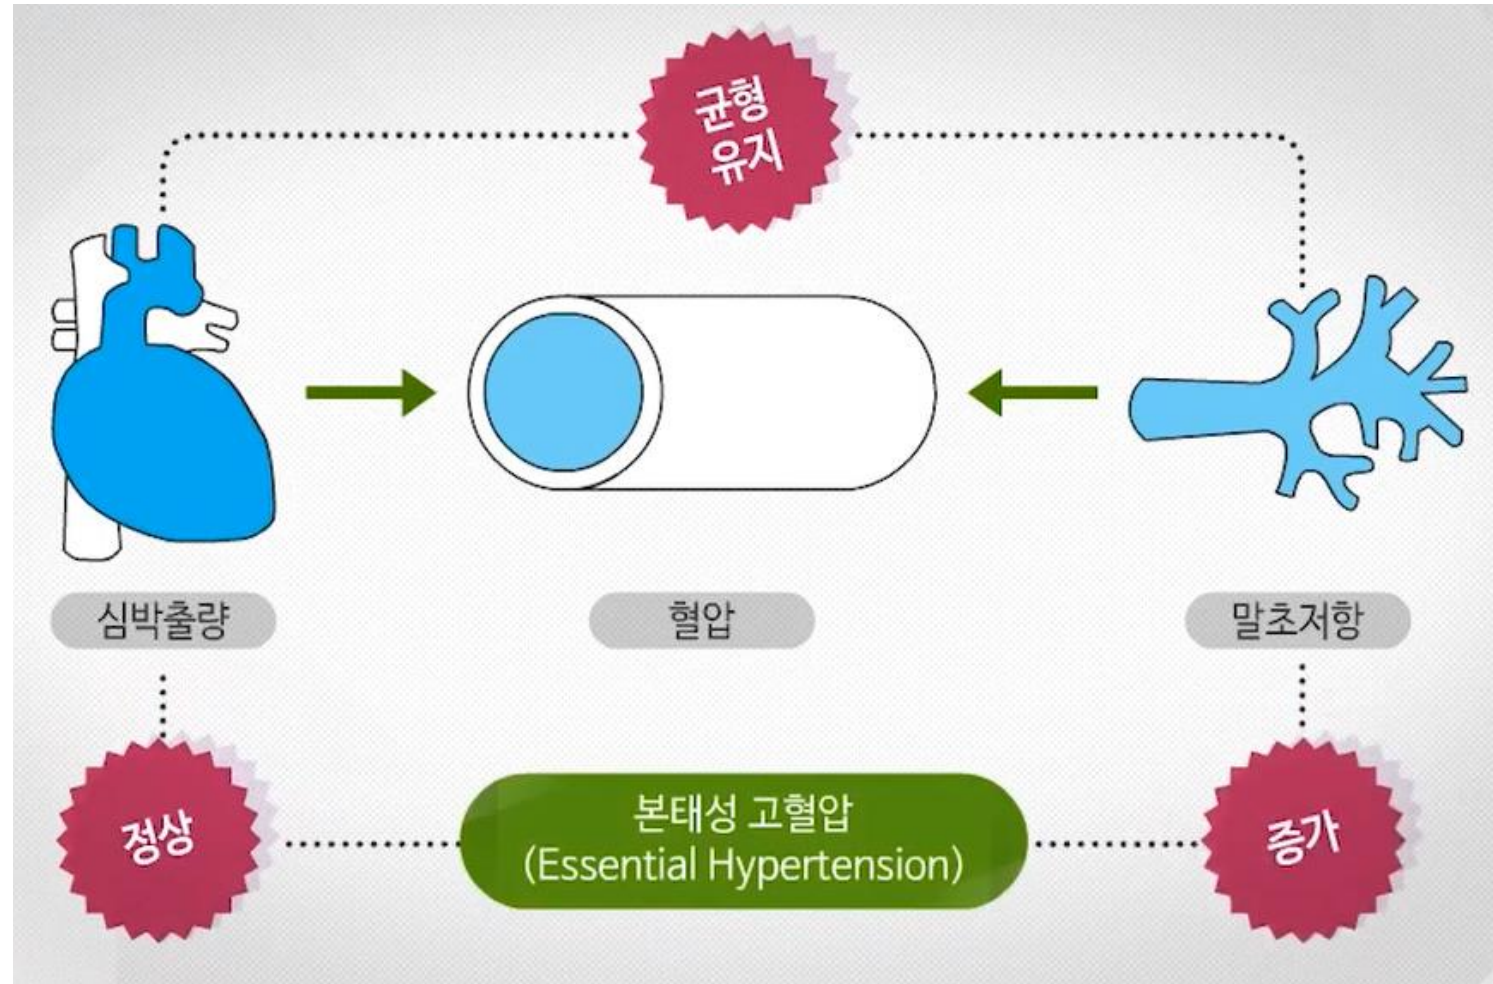 균형
유지
심박출량
혈압
말초저항
정상
본태성 고혈압
(Essential Hypertension)
증가